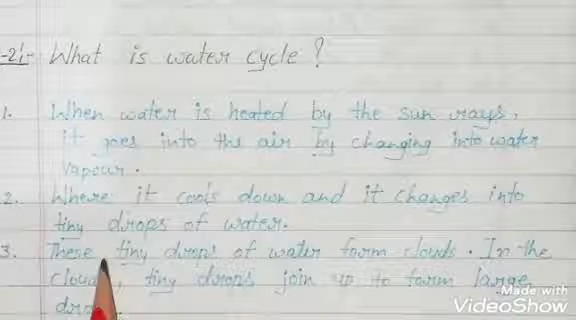 -2:- What is water cycle?
1. When water is heated by the sun rays,
it goes into the air by changing into water
vapour.
2. Where it cools down and it changes into
tiny drops of water.
3. These tiny drops of water form clouds. In the
clouds, tiny drops join up to form large
Made with
VideoShow